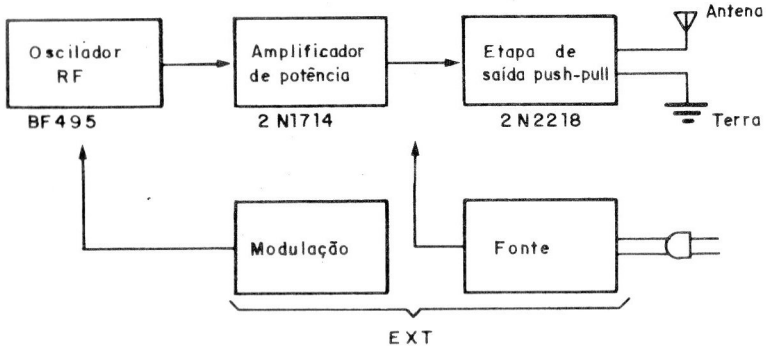 Oscilador
RF
BF495
Amplificador
de potência
2N1714
Etapa de
saída push-pull
2N2218
Antena
Terra
Modulação
Fonte
EXT